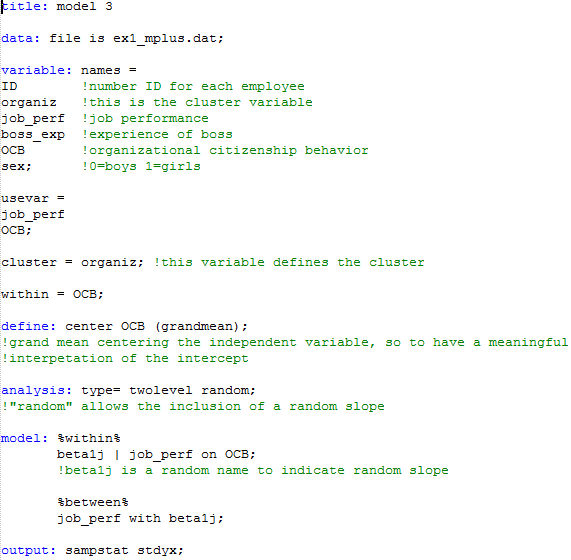 title: model 3
data: file is ex1_mplus.dat;
variable: names =
ID !number ID for each employee
organiz !this is the cluster variable
job_perf !job performance
boss_exp !experience of boss
OCB !organizational citizenship behavior
sex; !0=boys 1=girls
usevar =
job_perf
OCB;
cluster = organiz; !this variable defines the cluster
within = OCB;
define: center OCB (grandmean);
!grand mean centering the independent variable, so to have a meaningful
!interpetation of the intercept
analysis: type= twolevel random;
!"random" allows the inclusion of a random slope
model: %within%
beta1j | job_perf on OCB;
!beta1j is a random name to indicate random slope
%between%
job_perf with beta1j;
output: sampstat stdyx;